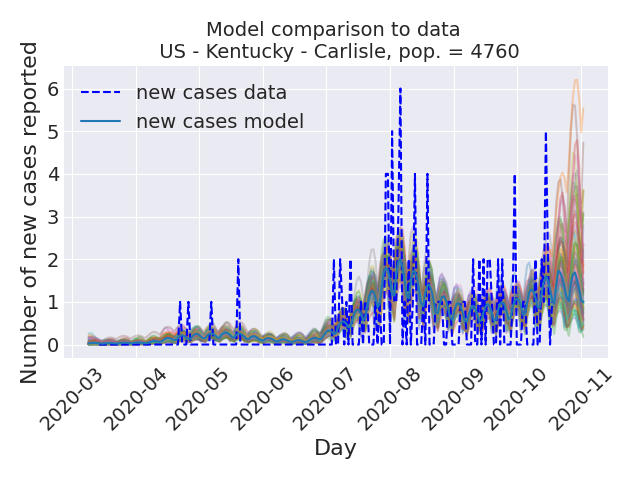 Model comparison to data
US - Kentucky - Carlisle, pop. = 4760
Number of new cases reported
6
5
4
3
2
1
0
new cases data
new cases model
2020-03
2020-04
2020-05
2020-06
2020-07
2020-08
2020-09
2020-10
2020-11
Day